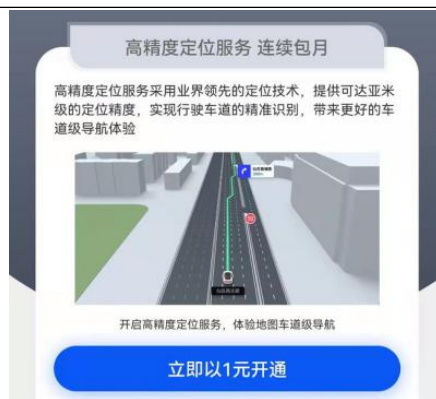 高精度定位服务 连续包月
高精度定位服务采用业界领先的定位技术，提供可达亚米
级的定位精度，实现行驶车道的精准识别，带来更好的车
道级导航体验
开启高精度定位服务，体验地图车道级导航
立即以1元开通